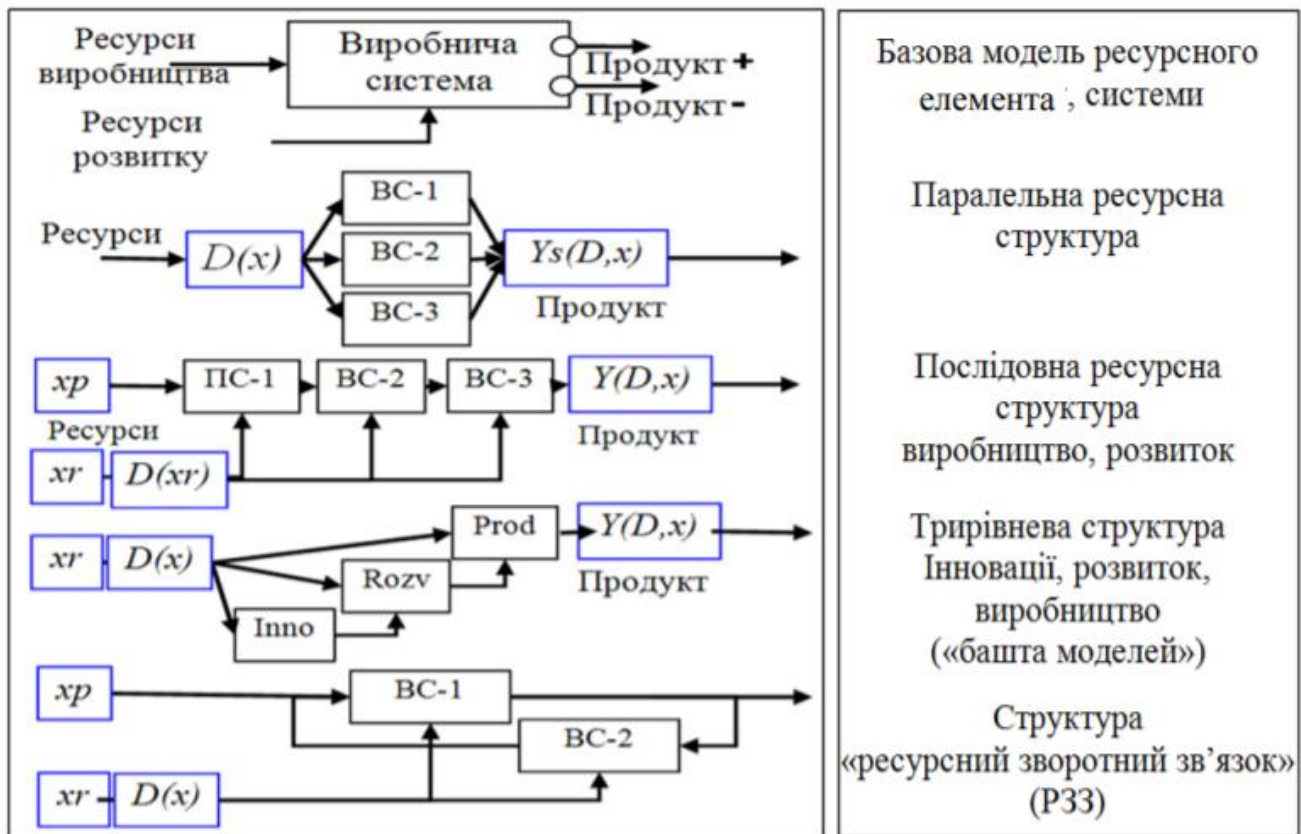 Ресурси
виробництва
Виробнича
система
Продукт +
Продукт -
Ресурси
розвитку
Базова модель ресурсного
елемента , системи
Ресурси
D(x)
ВС-1
ВС-2
ВС-3
Ys(D,x)
Продукт
Паралельна ресурсна
структура
xp
ПС-1
ВС-2
ВС-3
Y(D,x)
Ресурси
Продукт
xr
D(xr)
Послідовна ресурсна
структура
виробництво, розвиток
xr
D(x)
Prod
Rozv
Inno
Y(D,x)
Продукт
Трирівнева структура
Інновації, розвиток,
виробництво
(«башта моделей»)
xp
ВС-1
ВС-2
xr
D(x)
Структура
«ресурсний зворотний зв’язок»
(РЗЗ)